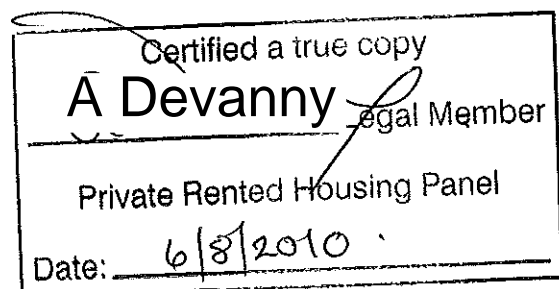 Certified a true copy
A Devanny Legal Member
Private Rented Housing Panel
Date: 6/8/2010